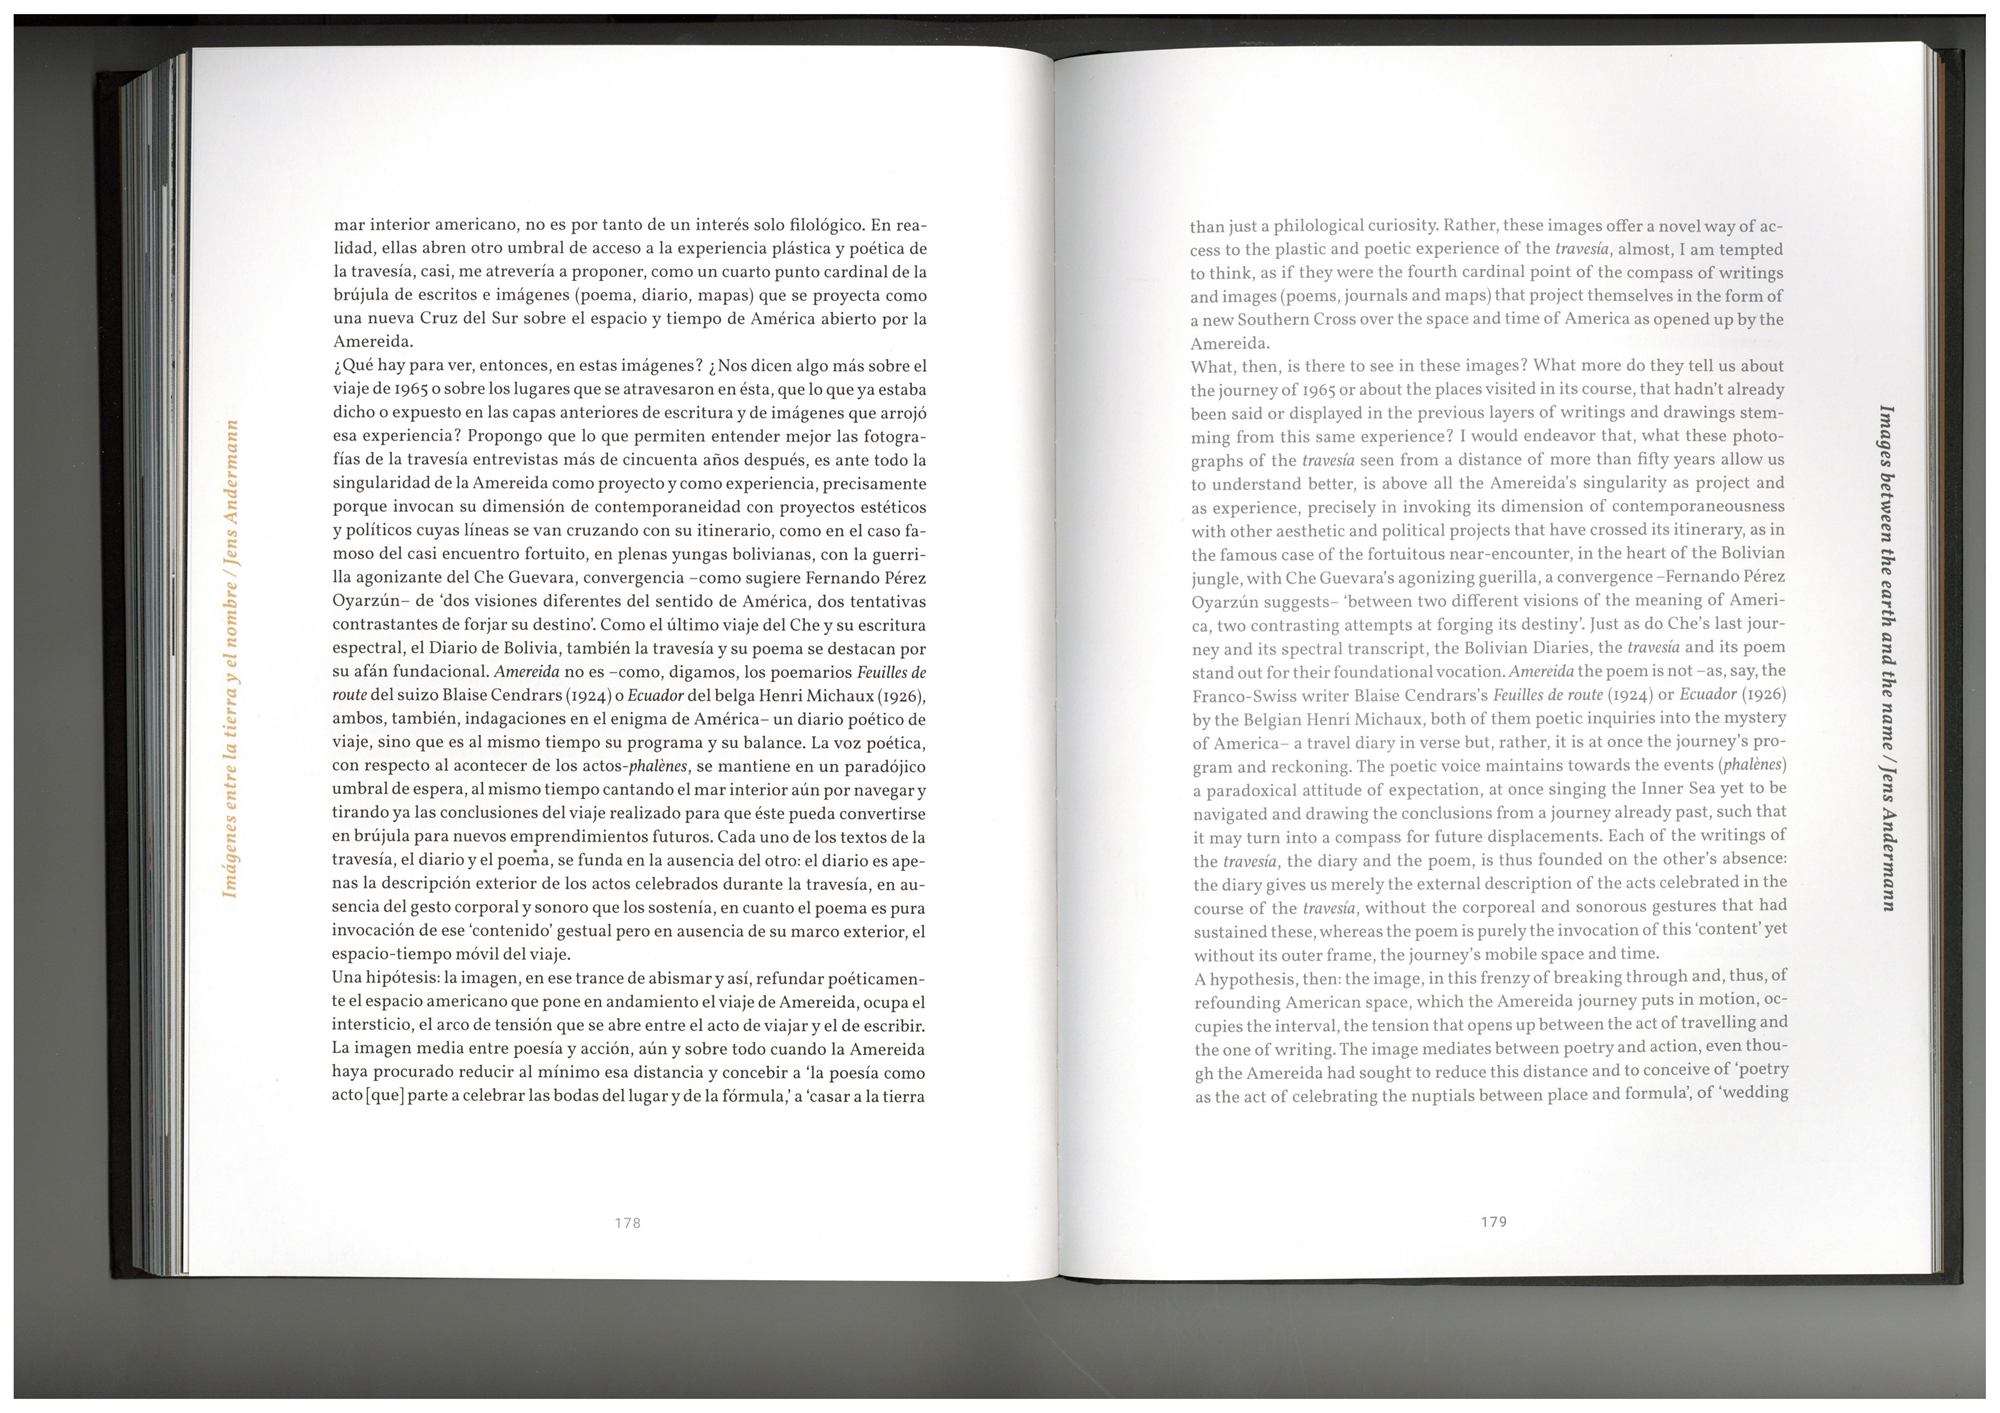 Imágenes entre la tierra y el nombre / Jens Andermann
mar interior americano, no es por tanto de un interés solo filológico. En rea-
lidad, ellas abren otro umbral de acceso a la experiencia plástica y poética de
la travesía, casi, me atrevería a proponer, como un cuarto punto cardinal de la
brújula de escritos e imágenes (poema, diario, mapas) que se proyecta como
una nueva Cruz del Sur sobre el espacio y tiempo de América abierto por la
Amereida.
¿Qué hay para ver, entonces, en estas imágenes? ¿Nos dicen algo más sobre el
viaje de 1965 o sobre los lugares que se atravesaron en ésta, que lo que ya estaba
dicho o expuesto en las capas anteriores de escritura y de imágenes que arrojó
esa experiencia? Propongo que lo que permiten entender mejor las fotogra-
fías de la travesía entrevistas más de cincuenta años después, es ante todo la
singularidad de la Amereida como proyecto y como experiencia, precisamente
porque invocan su dimensión de contemporaneidad con proyectos estéticos
y políticos cuyas líneas se van cruzando con su itinerario, como en el caso fa-
moso del casi encuentro fortuito, en plenas yungas bolivianas, con la guerri-
lla agonizante del Che Guevara, convergencia –como sugiere Fernando Pérez
Oyarzún– de ‘dos visiones diferentes del sentido de América, dos tentativas
contrastantes de forjar su destino’. Como el último viaje del Che y su escritura
espectral, el Diario de Bolivia, también la travesía y su poema se destacan por
su afán fundacional. Amereida no es –como, digamos, los poemarios Feuilles de
route del suizo Blaise Cendrars (1924) o Ecuador del belga Henri Michaux (1926),
ambos, también, indagaciones en el enigma de América– un diario poético de
viaje, sino que es al mismo tiempo su programa y su balance. La voz poética,
con respecto al acontecer de los actos-phalènes, se mantiene en un paradójico
umbral de espera, al mismo tiempo cantando el mar interior aún por navegar y
tirando ya las conclusiones del viaje realizado para que éste pueda convertirse
en brújula para nuevos emprendimientos futuros. Cada uno de los textos de la
travesía, el diario y el poema, se funda en la ausencia del otro: el diario es ape-
nas la descripción exterior de los actos celebrados durante la travesía, en au-
sencia del gesto corporal y sonoro que los sostenía, en cuanto el poema es pura
invocación de ese ‘contenido’ gestual pero en ausencia de su marco exterior, el
espacio-tiempo móvil del viaje.
Una hipótesis: la imagen, en ese trance de abismar y así, refundar poéticamen-
te el espacio americano que pone en andamiento el viaje de Amereida, ocupa el
intersticio, el arco de tensión que se abre entre el acto de viajar y el de escribir.
La imagen media entre poesía y acción, aún y sobre todo cuando la Amereida
haya procurado reducir al mínimo esa distancia y concebir a ‘la poesía como
acto [que] parte a celebrar las bodas del lugar y de la fórmula,’ a ‘casar a la tierra
178
than just a philological curiosity. Rather, these images offer a novel way of ac-
cess to the plastic and poetic experience of the travesía, almost, I am tempted
to think, as if they were the fourth cardinal point of the compass of writings
and images (poems, journals and maps) that project themselves in the form of
a new Southern Cross over the space and time of America as opened up by the
Amereida.
What, then, is there to see in these images? What more do they tell us about
the journey of 1965 or about the places visited in its course, that hadn’t already
been said or displayed in the previous layers of writings and drawings stem-
ming from this same experience? I would endeavor that, what these photo-
graphs of the travesía seen from a distance of more than fifty years allow us
to understand better, is above all the Amereida’s singularity as project and
as experience, precisely in invoking its dimension of contemporaneousness
with other aesthetic and political projects that have crossed its itinerary, as in
the famous case of the fortuitous near-encounter, in the heart of the Bolivian
jungle, with Che Guevara’s agonizing guerilla, a convergence –Fernando Pérez
Oyarzún suggests– ‘between two different visions of the meaning of Ameri-
ca, two contrasting attempts at forging its destiny’. Just as do Che’s last jour-
ney and its spectral transcript, the Bolivian Diaries, the travesía and its poem
stand out for their foundational vocation. Amereida the poem is not –as, say, the
Franco-Swiss writer Blaise Cendrars’s Feuilles de route (1924) or Ecuador (1926)
by the Belgian Henri Michaux, both of them poetic inquiries into the mystery
of America– a travel diary in verse but, rather, it is at once the journey’s pro-
gram and reckoning. The poetic voice maintains towards the events (phalènes)
a paradoxical attitude of expectation, at once singing the Inner Sea yet to be
navigated and drawing the conclusions from a journey already past, such that
it may turn into a compass for future displacements. Each of the writings of
the travesía, the diary and the poem, is thus founded on the other’s absence:
the diary gives us merely the external description of the acts celebrated in the
course of the travesía, without the corporeal and sonorous gestures that had
sustained these, whereas the poem is purely the invocation of this ‘content’ yet
without its outer frame, the journey’s mobile space and time.
A hypothesis, then: the image, in this frenzy of breaking through and, thus, of
refounding American space, which the Amereida journey puts in motion, oc-
cupies the interval, the tension that opens up between the act of travelling and
the one of writing. The image mediates between poetry and action, even thou-
gh the Amereida had sought to reduce this distance and to conceive of ‘poetry
as the act of celebrating the nuptials between place and formula’, of ‘wedding
179
Images between the earth and the name / Jens Andermann